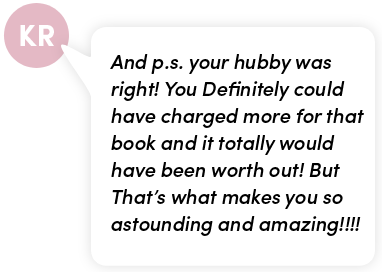 KR
And p.s. your hubby was
right! You Definitely could
have charged more for that
book and it totally would
have been worth out! But
That's what makes you so
astounding and amazing!!!!